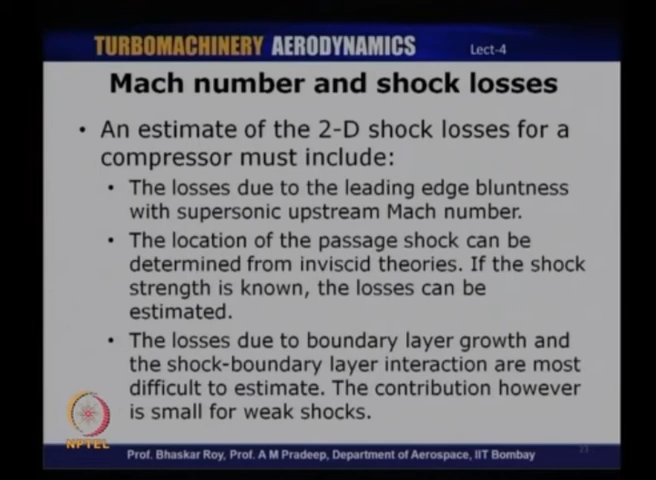 TURBOMACHINERY AERODYNAMICS Lect-4
Mach number and shock losses
• An estimate of the 2-D shock losses for a
compressor must include:
• The losses due to the leading edge bluntness
with supersonic upstream Mach number.
• The location of the passage shock can be
determined from inviscid theories. If the shock
strength is known, the losses can be
estimated.
• The losses due to boundary layer growth and
the shock-boundary layer interaction are most
difficult to estimate. The contribution however
is small for weak shocks.
NPTEL
Prof. Bhaskar Roy, Prof. A M Pradeep, Department of Aerospace, IIT Bombay